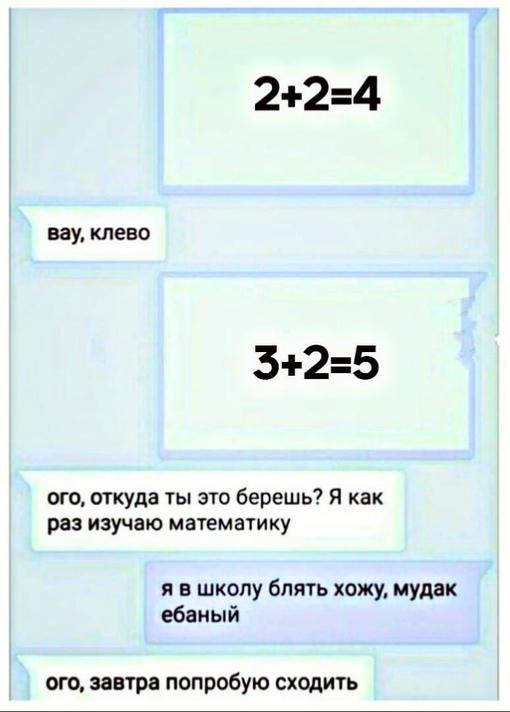 2+2=4
вау, клево
3+2=5
ого, откуда ты это берешь? Я как
раз изучаю математику
я в школу блять хожу, мудак
ебаный
ого, завтра попробую сходить